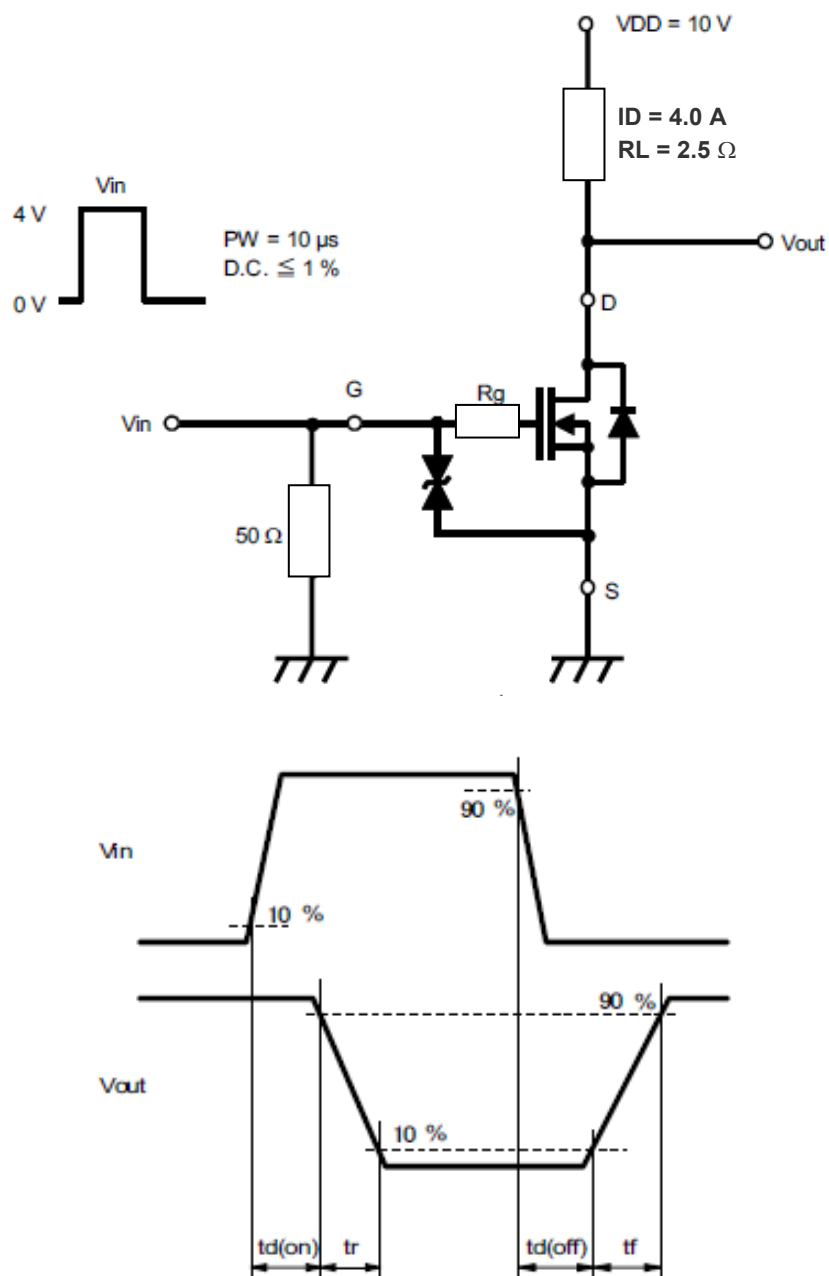 VDD = 10 V
ID = 4.0 A
RL = 2.5 Ω
Vin
4 V
PW = 10 µs
D.C. ≦ 1 %
0 V
Vout
D
G
Rg
Vin
50 Ω
S
90 %
Vin
10 %
90 %
Vout
10 %
td(on) tr td(off) tf